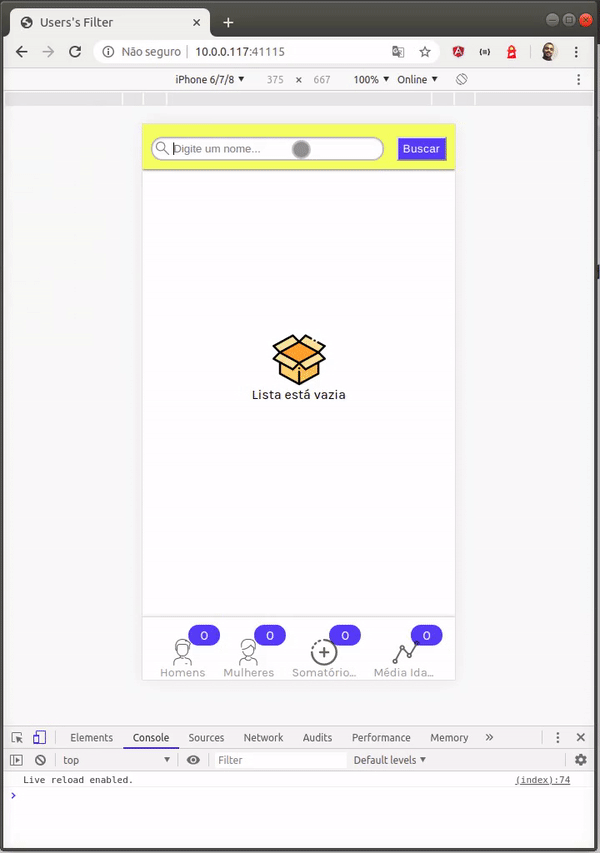 Users's Filter
Não seguro | 10.0.0.117:41115
iPhone 6/7/8 ▼ 375 × 667 100% ▼ Online ▼
Digite um nome... Buscar
Lista está vazia
0 0 0 0
Homens Mulheres Somatório... Média Ida...
Elements Console Sources Network Audits Performance Memory »
top ▼ Filter Default levels ▼
Live reload enabled. (index):74